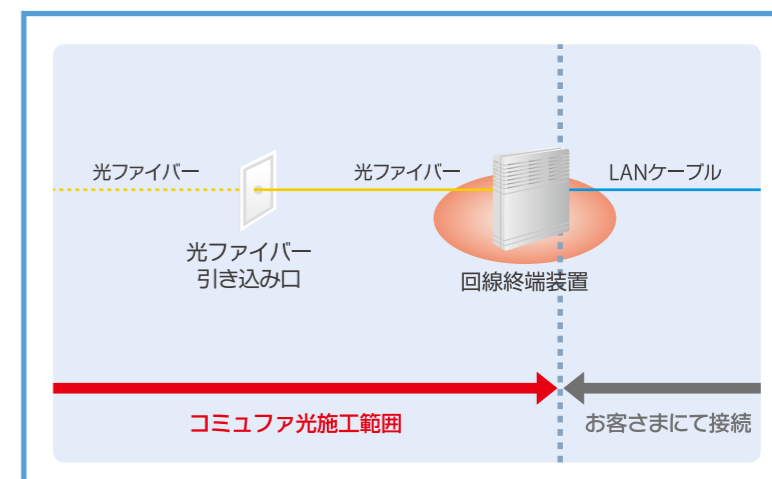 光ファイバー
光ファイバー
LANケーブル
光ファイバー
引き込み口
回線終端装置
コミュファ光施工範囲
お客さまにて接続